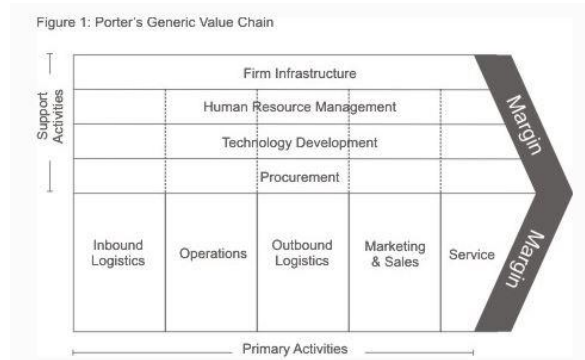 Figure 1: Porter's Generic Value Chain
Support
Activities
Firm Infrastructure
Human Resource Management
Technology Development
Procurement
Margin
Inbound
Logistics
Operations
Outbound
Logistics
Marketing
& Sales
Service
Margin
Primary Activities